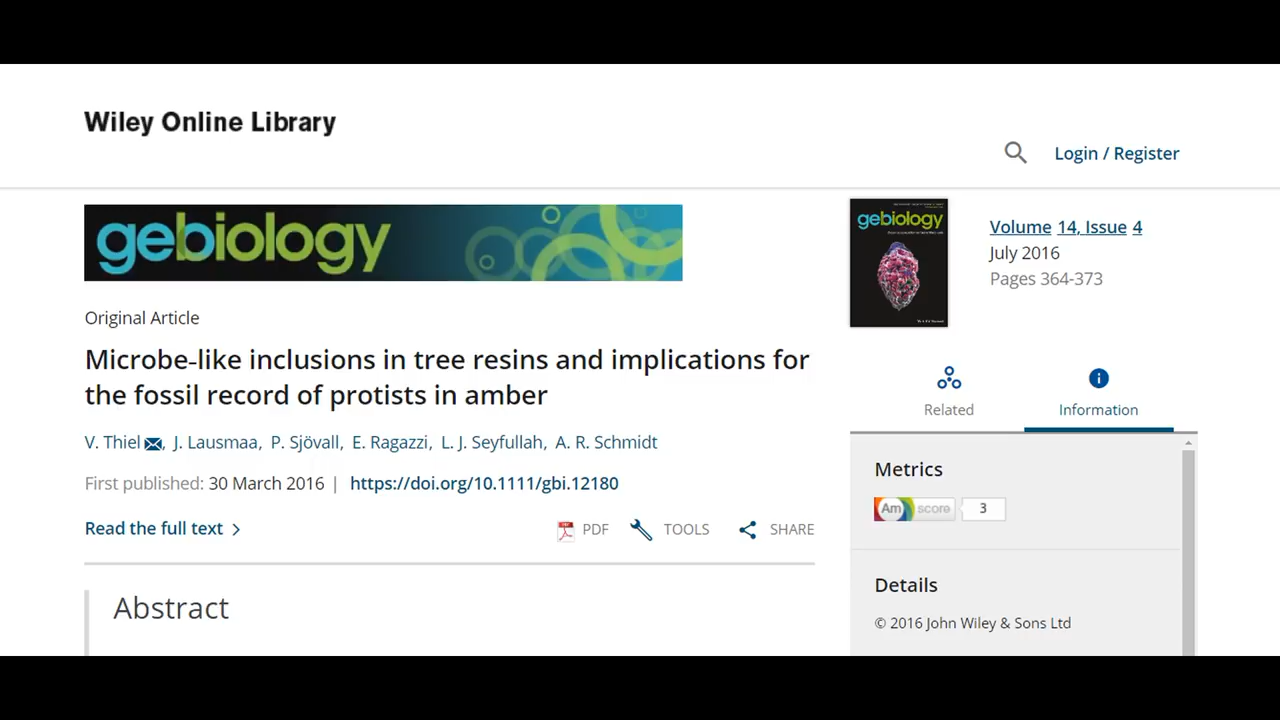 Wiley Online Library
Login / Register
gebiology
gebiology
Volume 14, Issue 4
July 2016
Pages 364-373
Original Article
Microbe-like inclusions in tree resins and implications for
the fossil record of protists in amber
V. Thiel, J. Lausmaa, P. Sjövall, E. Ragazzi, L. J. Seyfullah, A. R. Schmidt
First published: 30 March 2016 | https://doi.org/10.1111/gbi.12180
Read the full text
PDF TOOLS SHARE
Abstract
Related Information
Metrics
Am score 3
Details
© 2016 John Wiley & Sons Ltd